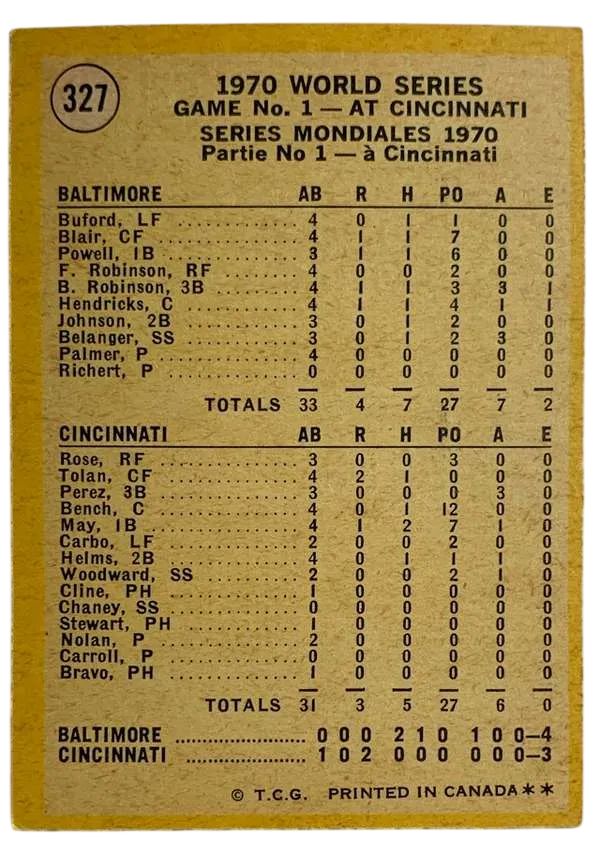 327
1970 WORLD SERIES
GAME No. 1 — AT CINCINNATI
SERIES MONDIALES 1970
Partie No 1 — à Cincinnati
BALTIMORE AB R H PO A E
Buford, LF .............. 4 0 1 1 0 0
Blair, CF ................ 4 1 1 7 0 0
Powell, 1B .............. 3 1 1 6 0 0
F. Robinson, RF ........ 4 0 0 2 0 0
B. Robinson, 3B ........ 4 1 1 3 3 1
Hendricks, C ............ 4 1 1 4 1 1
Johnson, 2B ............ 3 0 1 2 0 0
Belanger, SS ............ 3 0 1 2 3 0
Palmer, P ............... 4 0 0 0 0 0
Richert, P .............. 0 0 0 0 0 0
TOTALS 33 4 7 27 7 2
CINCINNATI AB R H PO A E
Rose, RF ................ 3 0 0 3 0 0
Tolan, CF ............... 4 2 1 0 0 0
Perez, 3B ............... 3 0 0 0 3 0
Bench, C ................ 4 0 1 12 0 0
May, 1B ................. 4 1 2 7 1 0
Carbo, LF ............... 2 0 0 2 0 0
Helms, 2B ............... 4 0 1 1 1 0
Woodward, SS ........... 2 0 0 2 1 0
Cline, PH ............... 1 0 0 0 0 0
Chaney, SS .............. 0 0 0 0 0 0
Stewart, PH ............. 1 0 0 0 0 0
Nolan, P ................ 2 0 0 0 0 0
Carroll, P .............. 0 0 0 0 0 0
Bravo, PH ............... 1 0 0 0 0 0
TOTALS 31 3 5 27 6 0
BALTIMORE ...................... 0 0 0 2 1 0 1 0 0—4
CINCINNATI .................... 1 0 2 0 0 0 0 0 0—3
© T.C.G. PRINTED IN CANADA * *